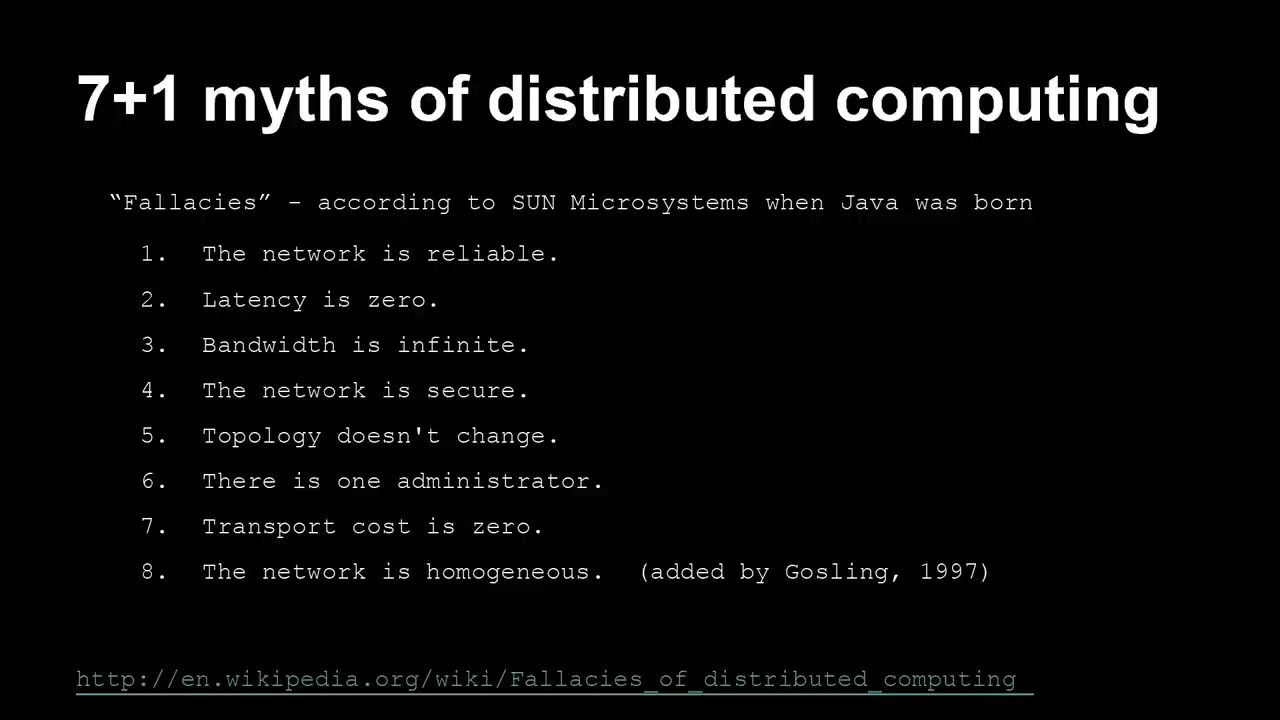 7+1 myths of distributed computing
“Fallacies” - according to SUN Microsystems when Java was born
1. The network is reliable.
2. Latency is zero.
3. Bandwidth is infinite.
4. The network is secure.
5. Topology doesn't change.
6. There is one administrator.
7. Transport cost is zero.
8. The network is homogeneous. (added by Gosling, 1997)
http://en.wikipedia.org/wiki/Fallacies_of_distributed_computing